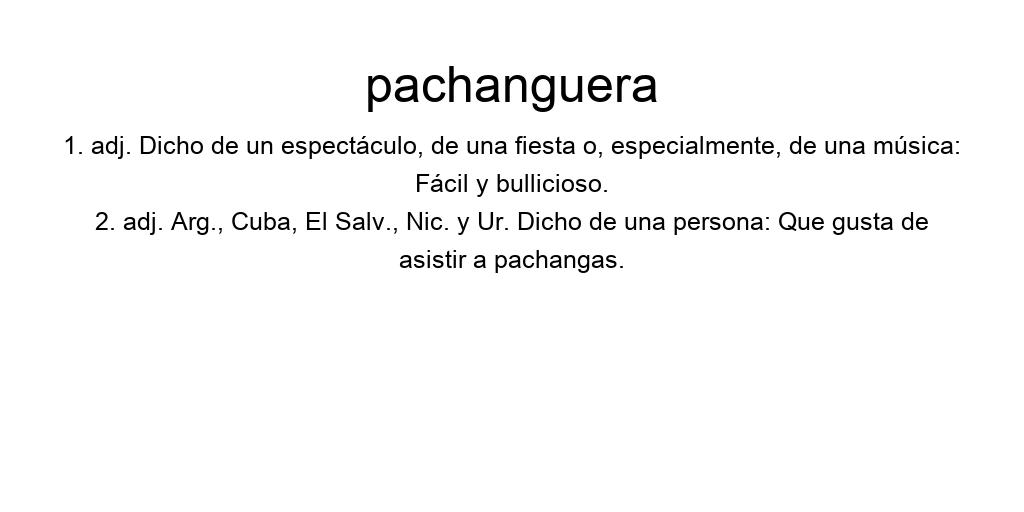 pachanguera
1. adj. Dicho de un espectáculo, de una fiesta o, especialmente, de una música:
Fácil y bullicioso.
2. adj. Arg., Cuba, El Salv., Nic. y Ur. Dicho de una persona: Que gusta de
asistir a pachangas.